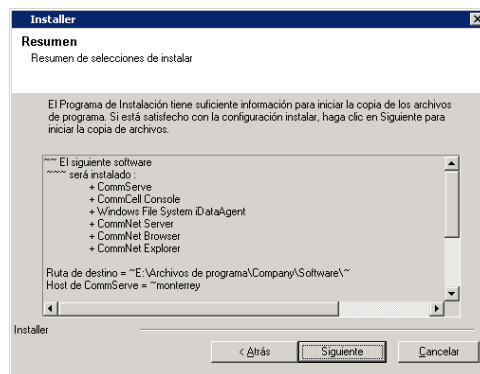 Installer
Resumen
Resumen de selecciones de instalar
El Programa de Instalación tiene suficiente información para iniciar la copia de los archivos
de programa. Si está satisfecho con la configuración instalar, haga clic en Siguiente para
iniciar la copia de archivos.
~~ El siguiente software
~~~ será instalado :
+ CommServe
+ CommCell Console
+ Windows File System iDataAgent
+ CommNet Server
+ CommNet Browser
+ CommNet Explorer
Ruta de destino = ~E:\Archivos de programa\Company\Software\~
Host de CommServe = ~monterrey
Installer
< Atrás Siguiente Cancelar